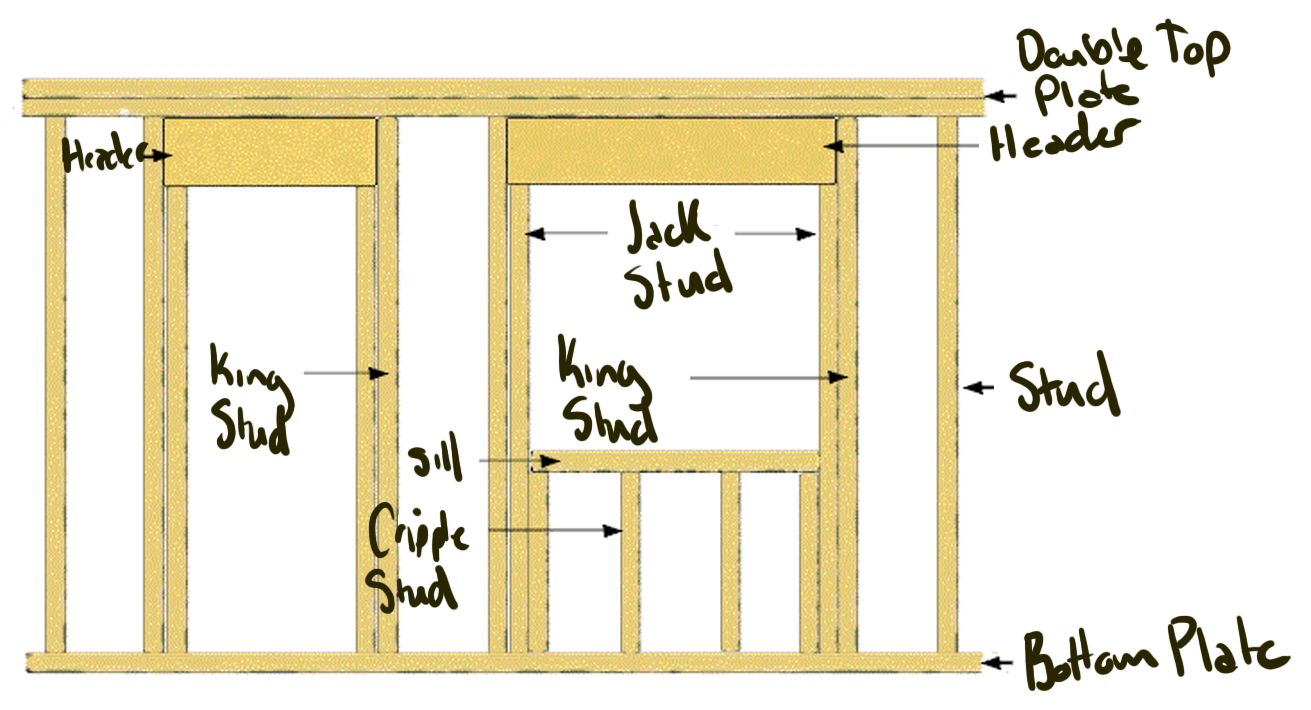 Double Top
Plate
Header
Header
Jack
Stud
King
Stud
King
Stud
Stud
Sill
Cripple
Stud
Bottom Plate